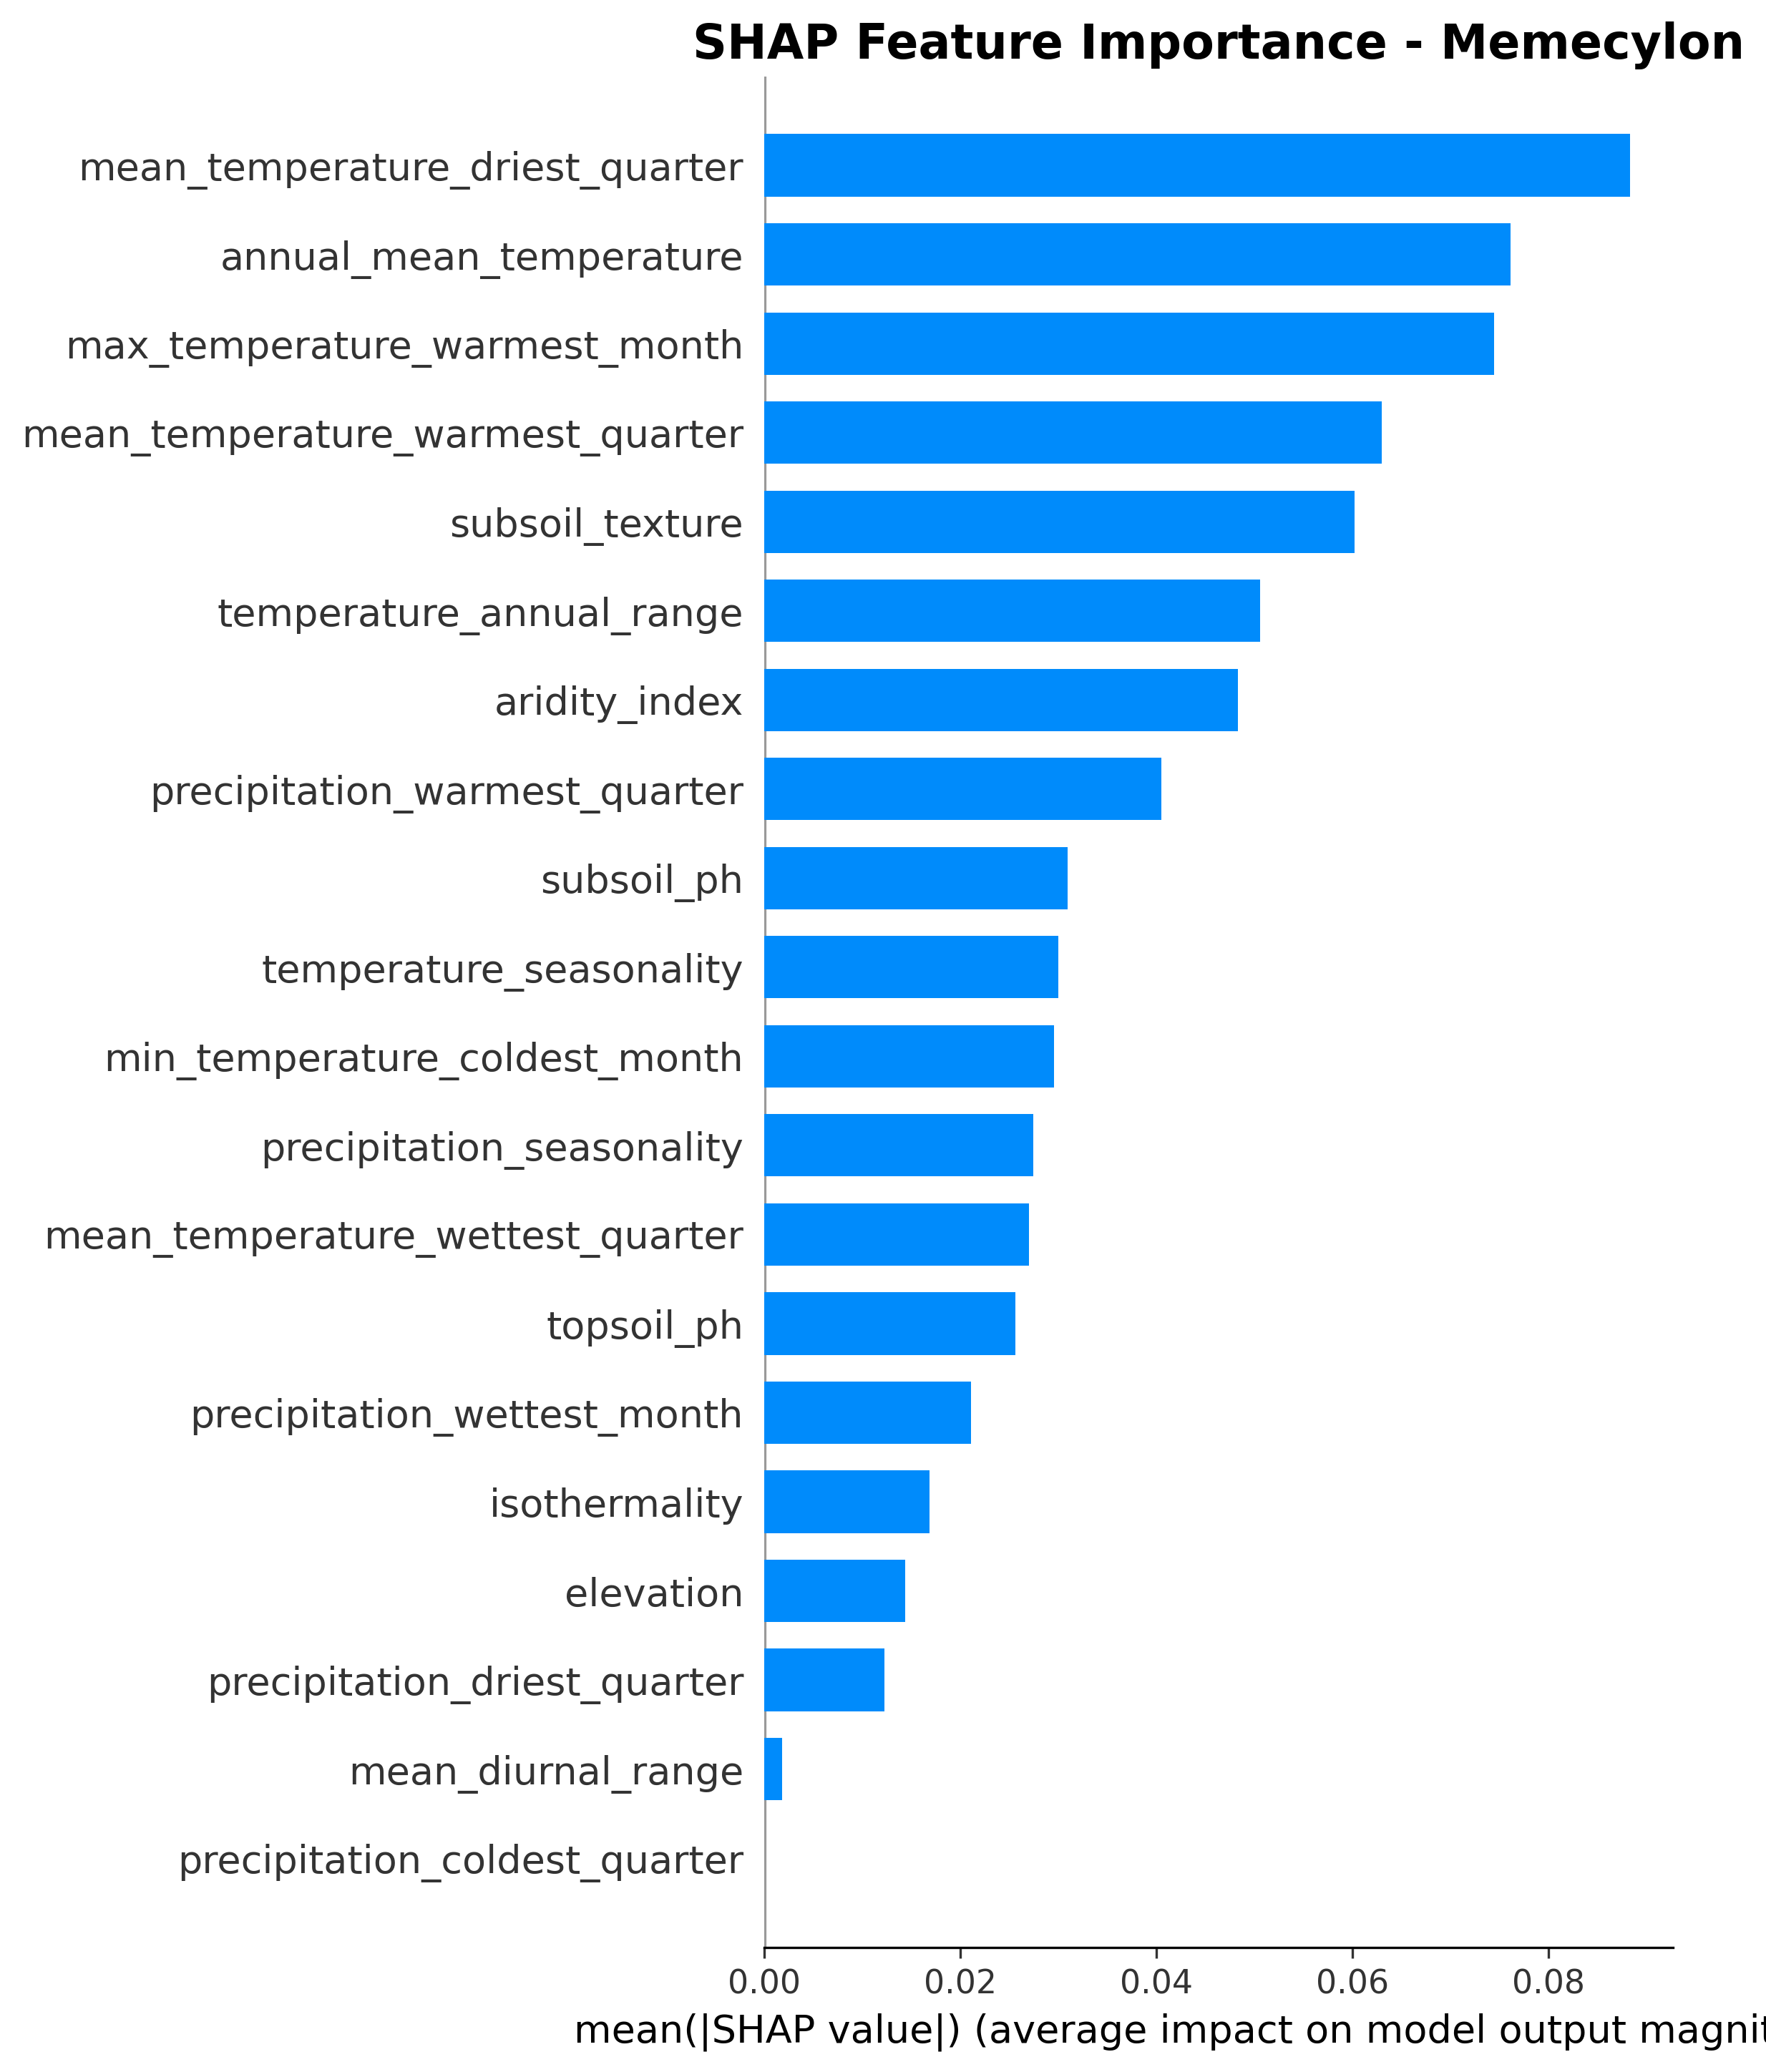 SHAP Feature Importance - Memecylon
mean_temperature_driest_quarter
annual_mean_temperature
max_temperature_warmest_month
mean_temperature_warmest_quarter
subsoil_texture
temperature_annual_range
aridity_index
precipitation_warmest_quarter
subsoil_ph
temperature_seasonality
min_temperature_coldest_month
precipitation_seasonality
mean_temperature_wettest_quarter
topsoil_ph
precipitation_wettest_month
isothermality
elevation
precipitation_driest_quarter
mean_diurnal_range
precipitation_coldest_quarter
0.00 0.02 0.04 0.06 0.08
mean(|SHAP value|) (average impact on model output magnit